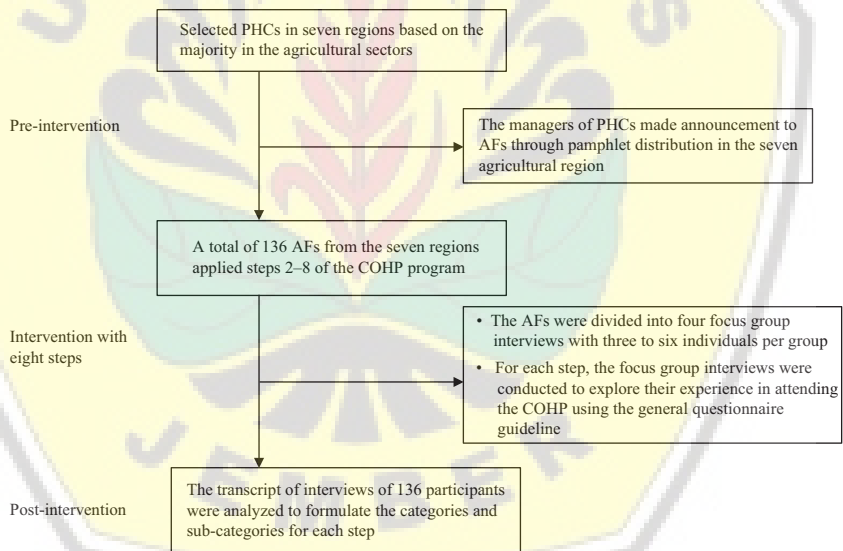 Selected PHCs in seven regions based on the
majority in the agricultural sectors
Pre-intervention
The managers of PHCs made announcement to
AFs through pamphlet distribution in the seven
agricultural region
A total of 136 AFs from the seven regions
applied steps 2–8 of the COHP program
Intervention with
eight steps
• The AFs were divided into four focus group
interviews with three to six individuals per group
• For each step, the focus group interviews were
conducted to explore their experience in attending
the COHP using the general questionnaire
guideline
Post-intervention
The transcript of interviews of 136 participants
were analyzed to formulate the categories and
sub-categories for each step
JEMBER